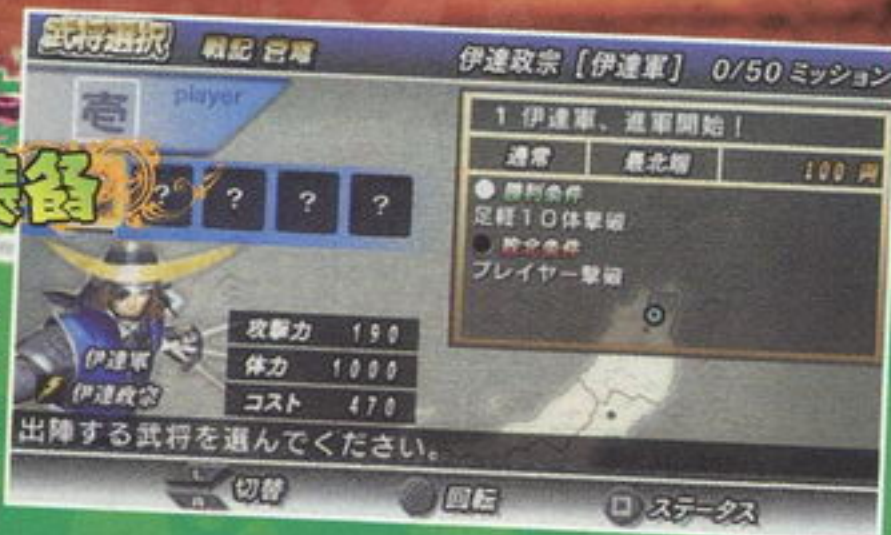 武将選択
戦記 宮殿
伊達政宗 [伊達軍] 0/50 ミッション
壱 player
1 伊達軍、進軍開始!
通常 最北端 100 円
? ? ? ?
勝利条件
足軽10体撃破
敗北条件
プレイヤー撃破
攻撃力 190
体力 1000
コスト 470
伊達軍
伊達政宗
出陣する武将を選んでください。
L R 切替 回転 □ ステータス